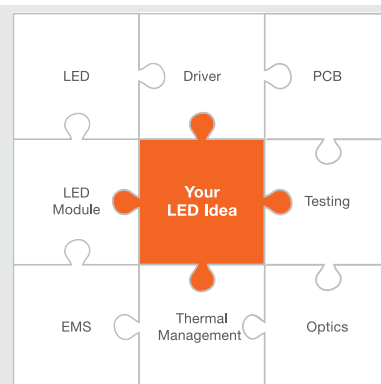 LED
Driver
PCB
LED
Module
Your
LED Idea
Testing
EMS
Thermal
Management
Optics